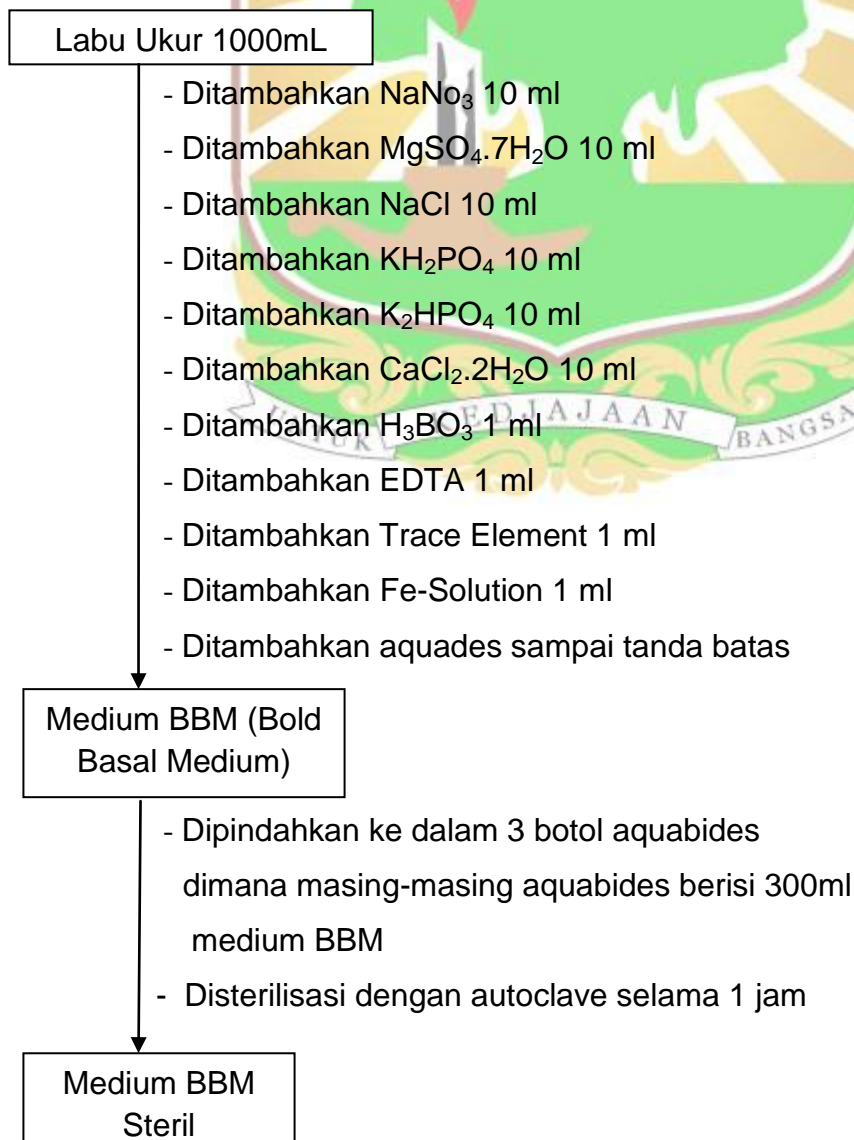 Labu Ukur 1000mL
- Ditambahkan NaNo₃ 10 ml
- Ditambahkan MgSO₄.7H₂O 10 ml
- Ditambahkan NaCl 10 ml
- Ditambahkan KH₂PO₄ 10 ml
- Ditambahkan K₂HPO₄ 10 ml
- Ditambahkan CaCl₂.2H₂O 10 ml
- Ditambahkan H₃BO₃ 1 ml
UNTUK KEDJAJAAN BANGSA
- Ditambahkan EDTA 1 ml
- Ditambahkan Trace Element 1 ml
- Ditambahkan Fe-Solution 1 ml
- Ditambahkan aquades sampai tanda batas
Medium BBM (Bold
Basal Medium)
- Dipindahkan ke dalam 3 botol aquabides
dimana masing-masing aquabides berisi 300ml
medium BBM
- Disterilisasi dengan autoclave selama 1 jam
Medium BBM
Steril